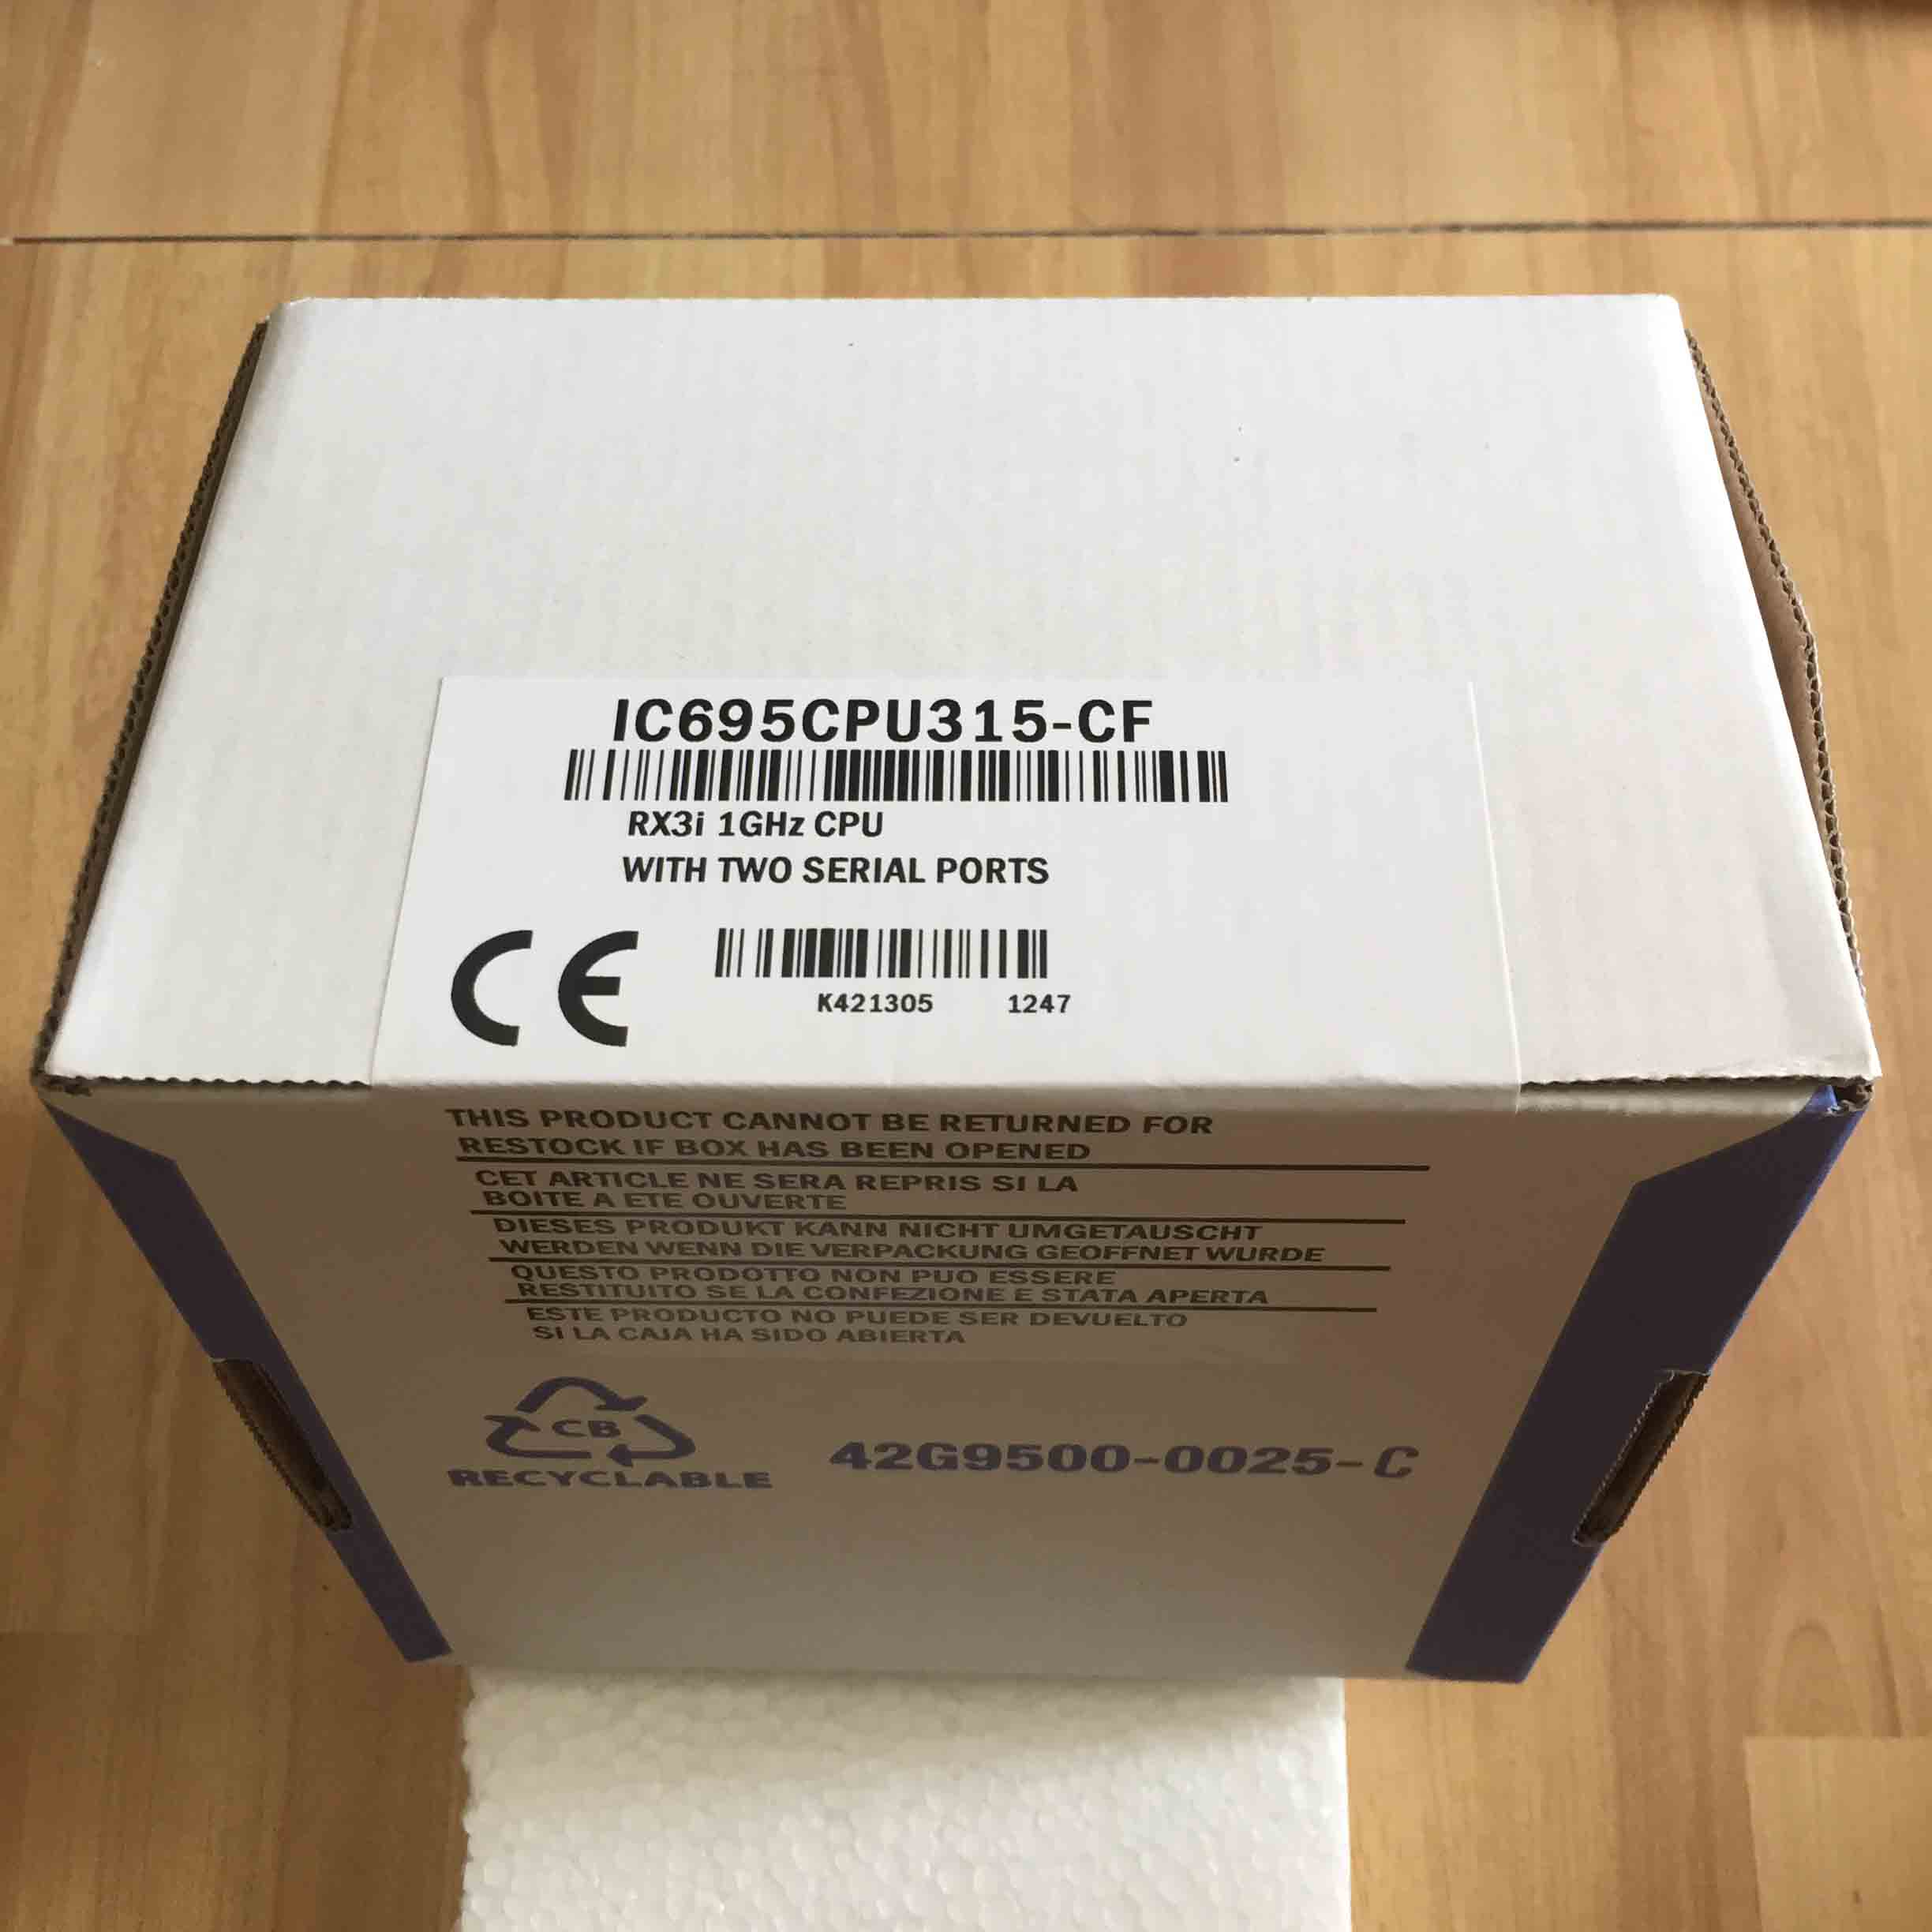 IC695CPU315-CF
RX3i 1GHz CPU
WITH TWO SERIAL PORTS
CE
K421305 1247
THIS PRODUCT CANNOT BE RETURNED FOR
RESTOCK IF BOX HAS BEEN OPENED
CET ARTICLE NE SERA REPRIS SI LA
BOITE A ETE OUVERTE
DIESES PRODUKT KANN NICHT UMGETAUSCHT
WERDEN WENN DIE VERPACKUNG GEOFFNET WURDE
QUESTO PRODOTTO NON PUO ESSERE
RESTITUITO SE LA CONFEZIONE E STATA APERTA
ESTE PRODUCTO NO PUEDE SER DEVUELTO
SI LA CAJA HA SIDO ABIERTA
CB
RECYCLABLE
42G9500-0025-C